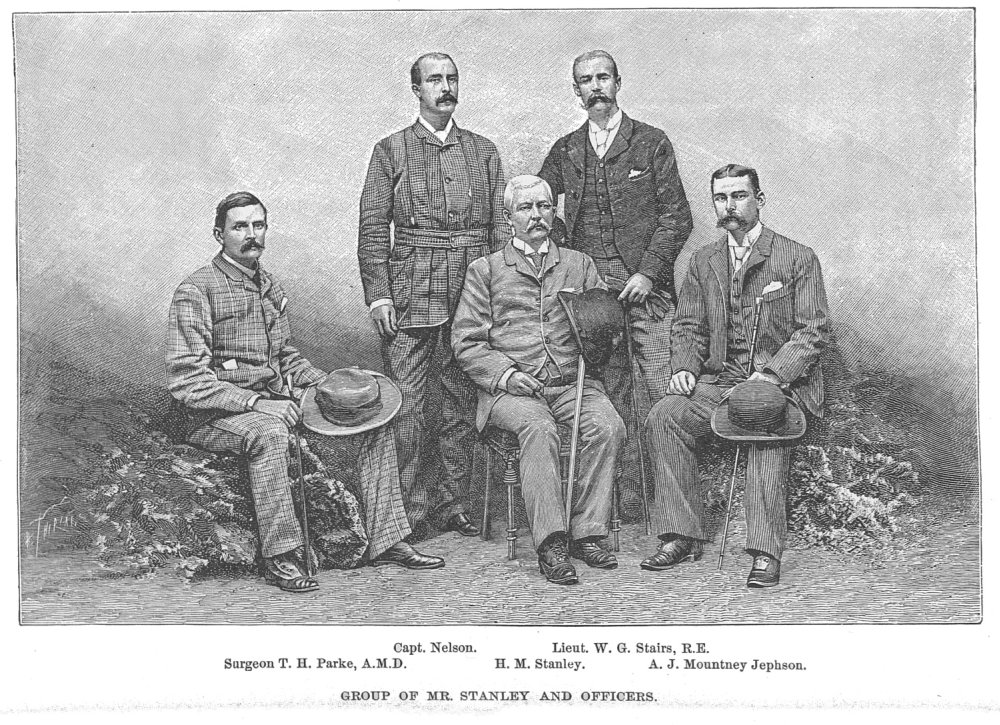 Capt. Nelson. Lieut. W. G. Stairs, R.E.
Surgeon T. H. Parke, A.M.D. H. M. Stanley. A. J. Mountney Jephson.
GROUP OF MR. STANLEY AND OFFICERS.